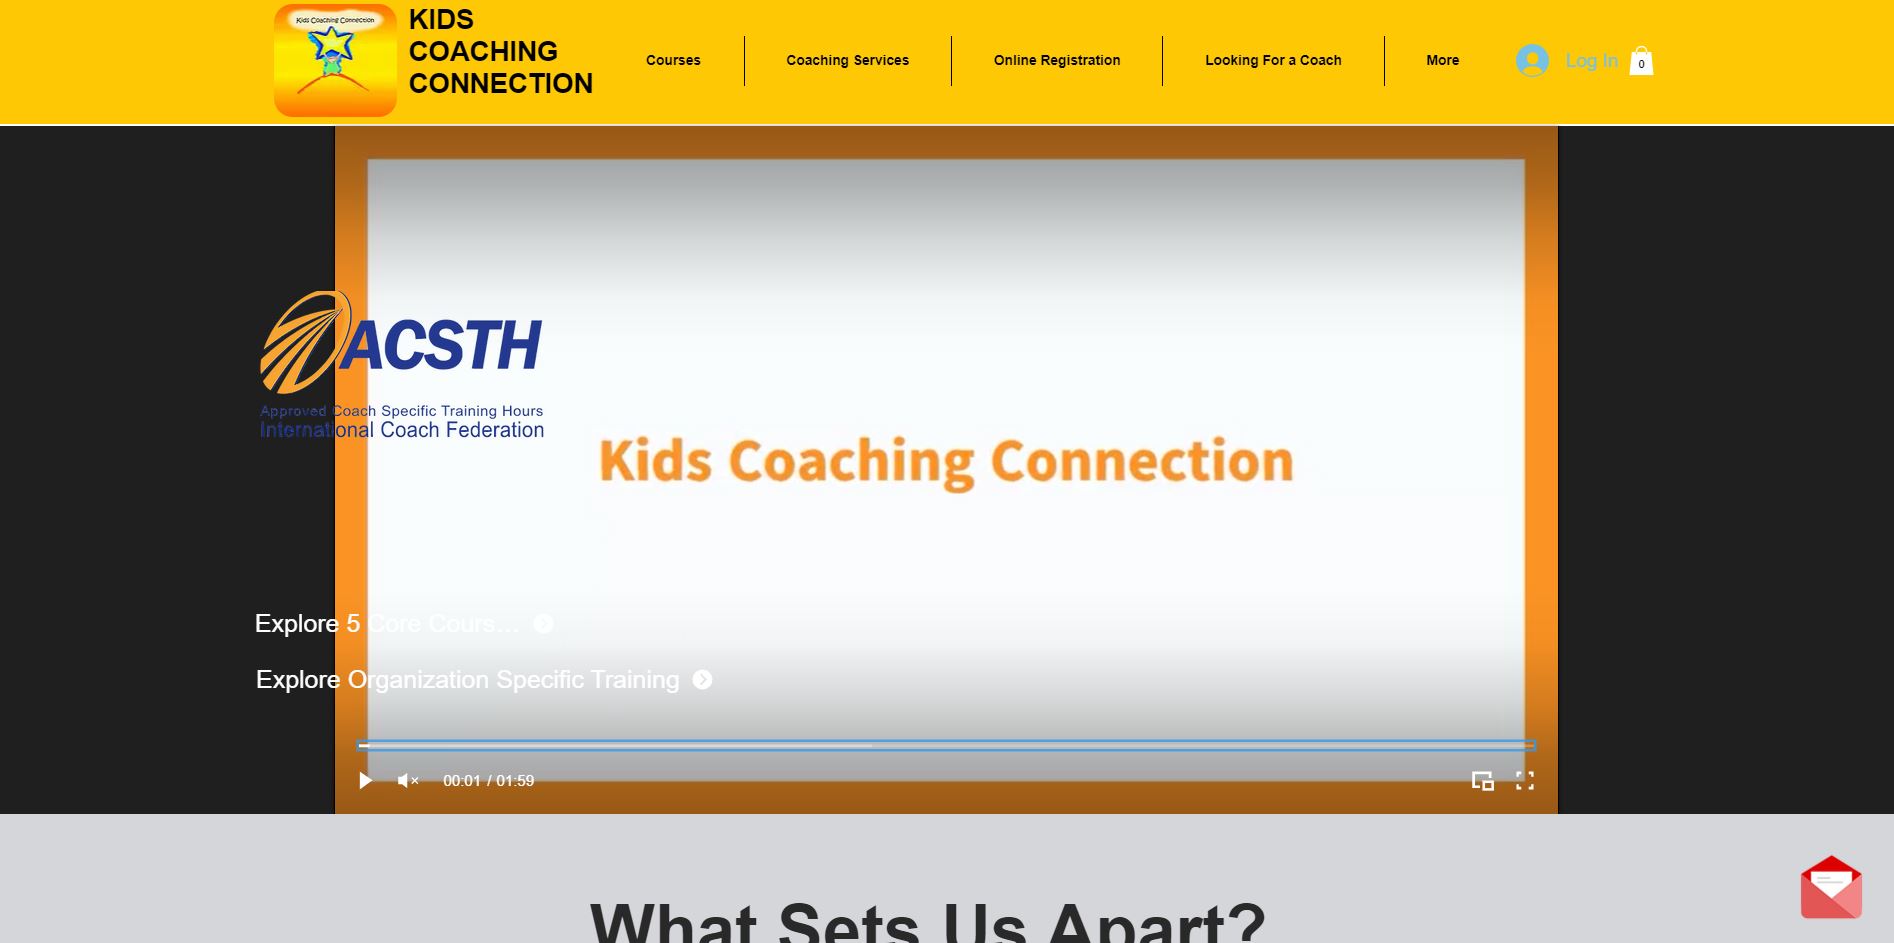 Kids Coaching Connection
KIDS
COACHING
CONNECTION
Courses
Coaching Services
Online Registration
Looking For a Coach
More
Log In
0
ACSTH
Approved Coach Specific Training Hours
International Coach Federation
Kids Coaching Connection
Explore 5 Core Cours...
Explore Organization Specific Training
00:01 / 01:59
What Sets Us Apart?